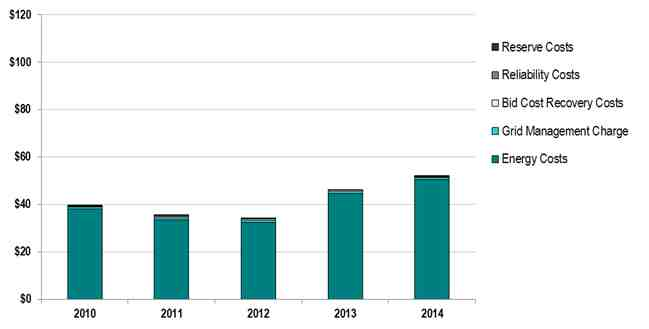 $120
$100
$80
$60
$40
$20
$0
2010
2011
2012
2013
2014
Reserve Costs
Reliability Costs
Bid Cost Recovery Costs
Grid Management Charge
Energy Costs